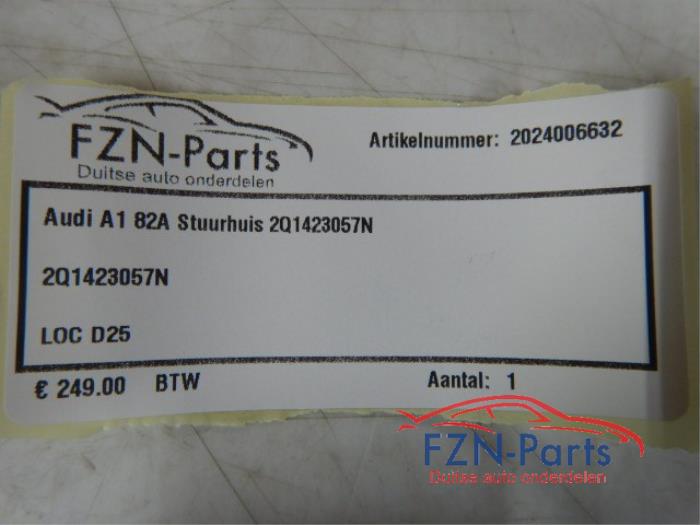 FZN-Parts
Duitse auto onderdelen
Artikelnummer: 2024006632
Audi A1 82A Stuurhuis 2Q1423057N
2Q1423057N
LOC D25
€ 249.00 BTW Aantal: 1
FZN-Parts
Duitse auto onderdelen